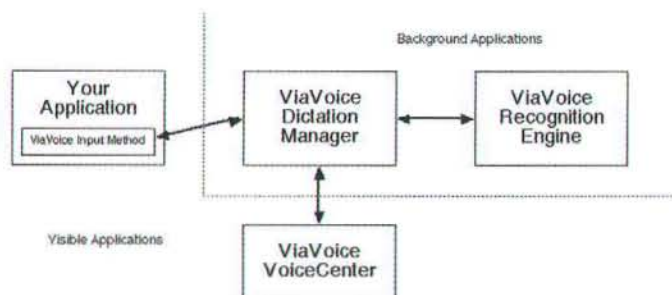 Background Applications
Your
Application
ViaVoice Input Method
ViaVoice
Dictation
Manager
ViaVoice
Recognition
Engine
Visible Applications
ViaVoice
VoiceCenter